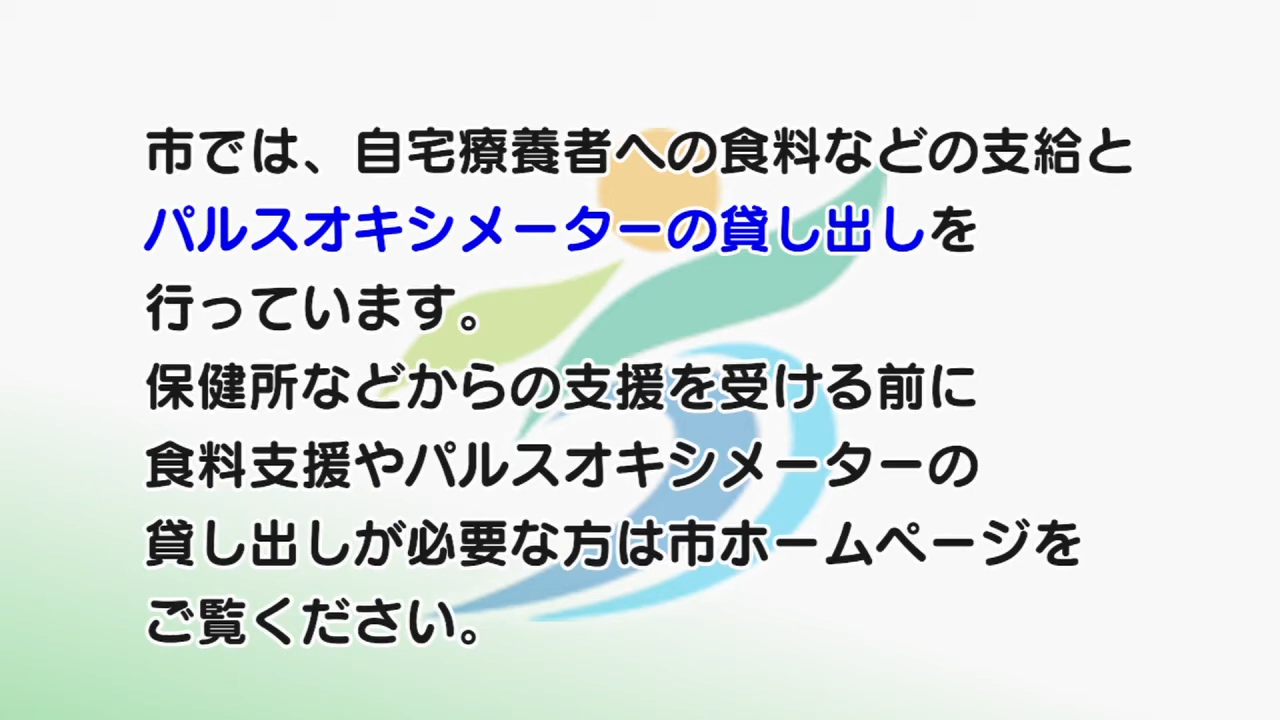 市では、自宅療養者への食料などの支給と
パルスオキシメーターの貸し出しを
行っています。
保健所などからの支援を受ける前に
食料支援やパルスオキシメーターの
貸し出しが必要な方は市ホームページを
ご覧ください。